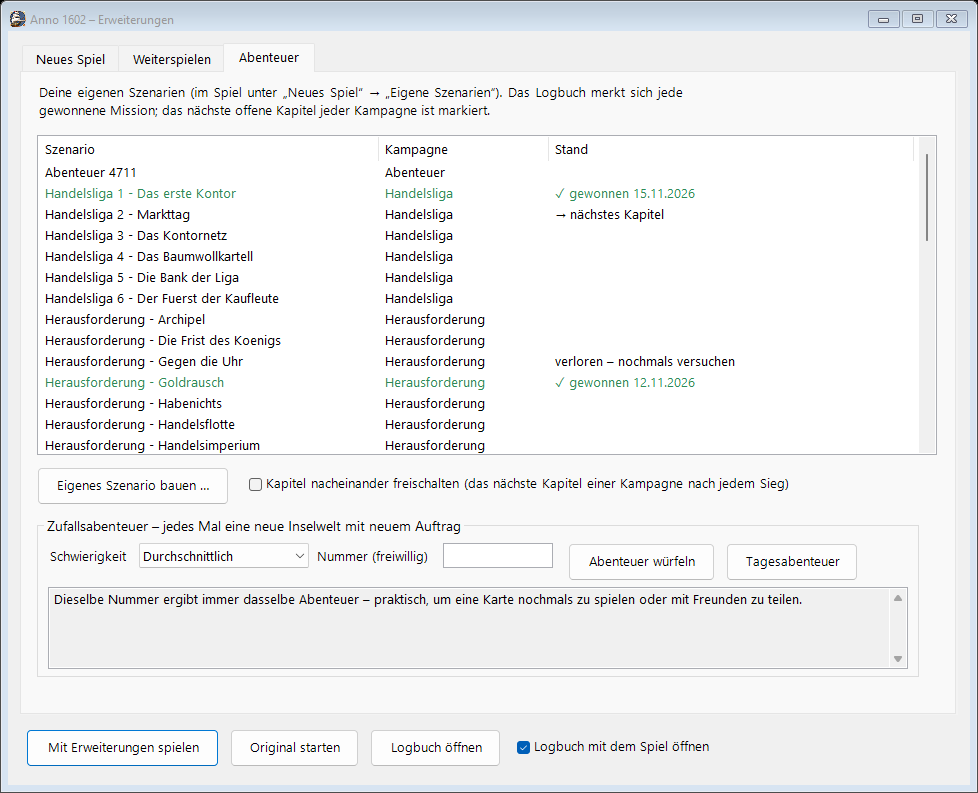 Anno 1602 – Erweiterungen
Neues Spiel Weiterspielen Abenteuer
Deine eigenen Szenarien (im Spiel unter „Neues Spiel“ → „Eigene Szenarien“). Das Logbuch merkt sich jede
gewonnene Mission; das nächste offene Kapitel jeder Kampagne ist markiert.
Szenario Kampagne Stand
Abenteuer 4711 Abenteuer
Handelsliga 1 - Das erste Kontor Handelsliga ✓ gewonnen 15.11.2026
Handelsliga 2 - Markttag Handelsliga → nächstes Kapitel
Handelsliga 3 - Das Kontornetz Handelsliga
Handelsliga 4 - Das Baumwollkartell Handelsliga
Handelsliga 5 - Die Bank der Liga Handelsliga
Handelsliga 6 - Der Fuerst der Kaufleute Handelsliga
Herausforderung - Archipel Herausforderung
Herausforderung - Die Frist des Koenigs Herausforderung
Herausforderung - Gegen die Uhr Herausforderung verloren – nochmals versuchen
Herausforderung - Goldrausch Herausforderung ✓ gewonnen 12.11.2026
Herausforderung - Habenichts Herausforderung
Herausforderung - Handelsflotte Herausforderung
Herausforderung - Handelsimperium Herausforderung
Eigenes Szenario bauen ... Kapitel nacheinander freischalten (das nächste Kapitel einer Kampagne nach jedem Sieg)
Zufallsabenteuer – jedes Mal eine neue Inselwelt mit neuem Auftrag
Schwierigkeit Durchschnittlich Nummer (freiwillig) Abenteuer würfeln Tagesabenteuer
Dieselbe Nummer ergibt immer dasselbe Abenteuer – praktisch, um eine Karte nochmals zu spielen oder mit Freunden zu teilen.
Mit Erweiterungen spielen Original starten Logbuch öffnen Logbuch mit dem Spiel öffnen